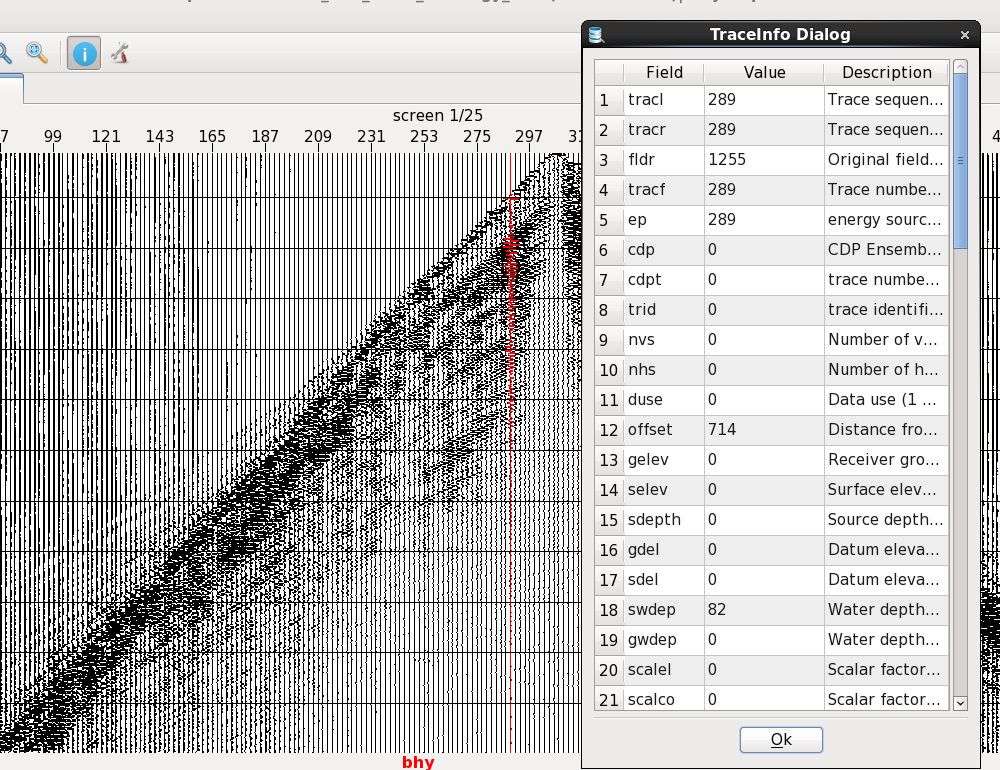 TraceInfo Dialog
screen 1/25
7 99 121 143 165 187 209 231 253 275 297 31
Field Value Description
1 tracl 289 Trace sequen...
2 tracr 289 Trace sequen...
3 fldr 1255 Original field...
4 tracf 289 Trace numbe...
5 ep 289 energy sourc...
6 cdp 0 CDP Ensemb...
7 cdpt 0 trace numbe...
8 trid 0 trace identifi...
9 nvs 0 Number of v...
10 nhs 0 Number of h...
11 duse 0 Data use (1 ...
12 offset 714 Distance fro...
13 gelev 0 Receiver gro...
14 selev 0 Surface elev...
15 sdepth 0 Source depth...
16 gdel 0 Datum eleva...
17 sdel 0 Datum eleva...
18 swdep 82 Water depth...
19 gwdep 0 Water depth...
20 scalel 0 Scalar factor...
21 scalco 0 Scalar factor...
Ok
bhy